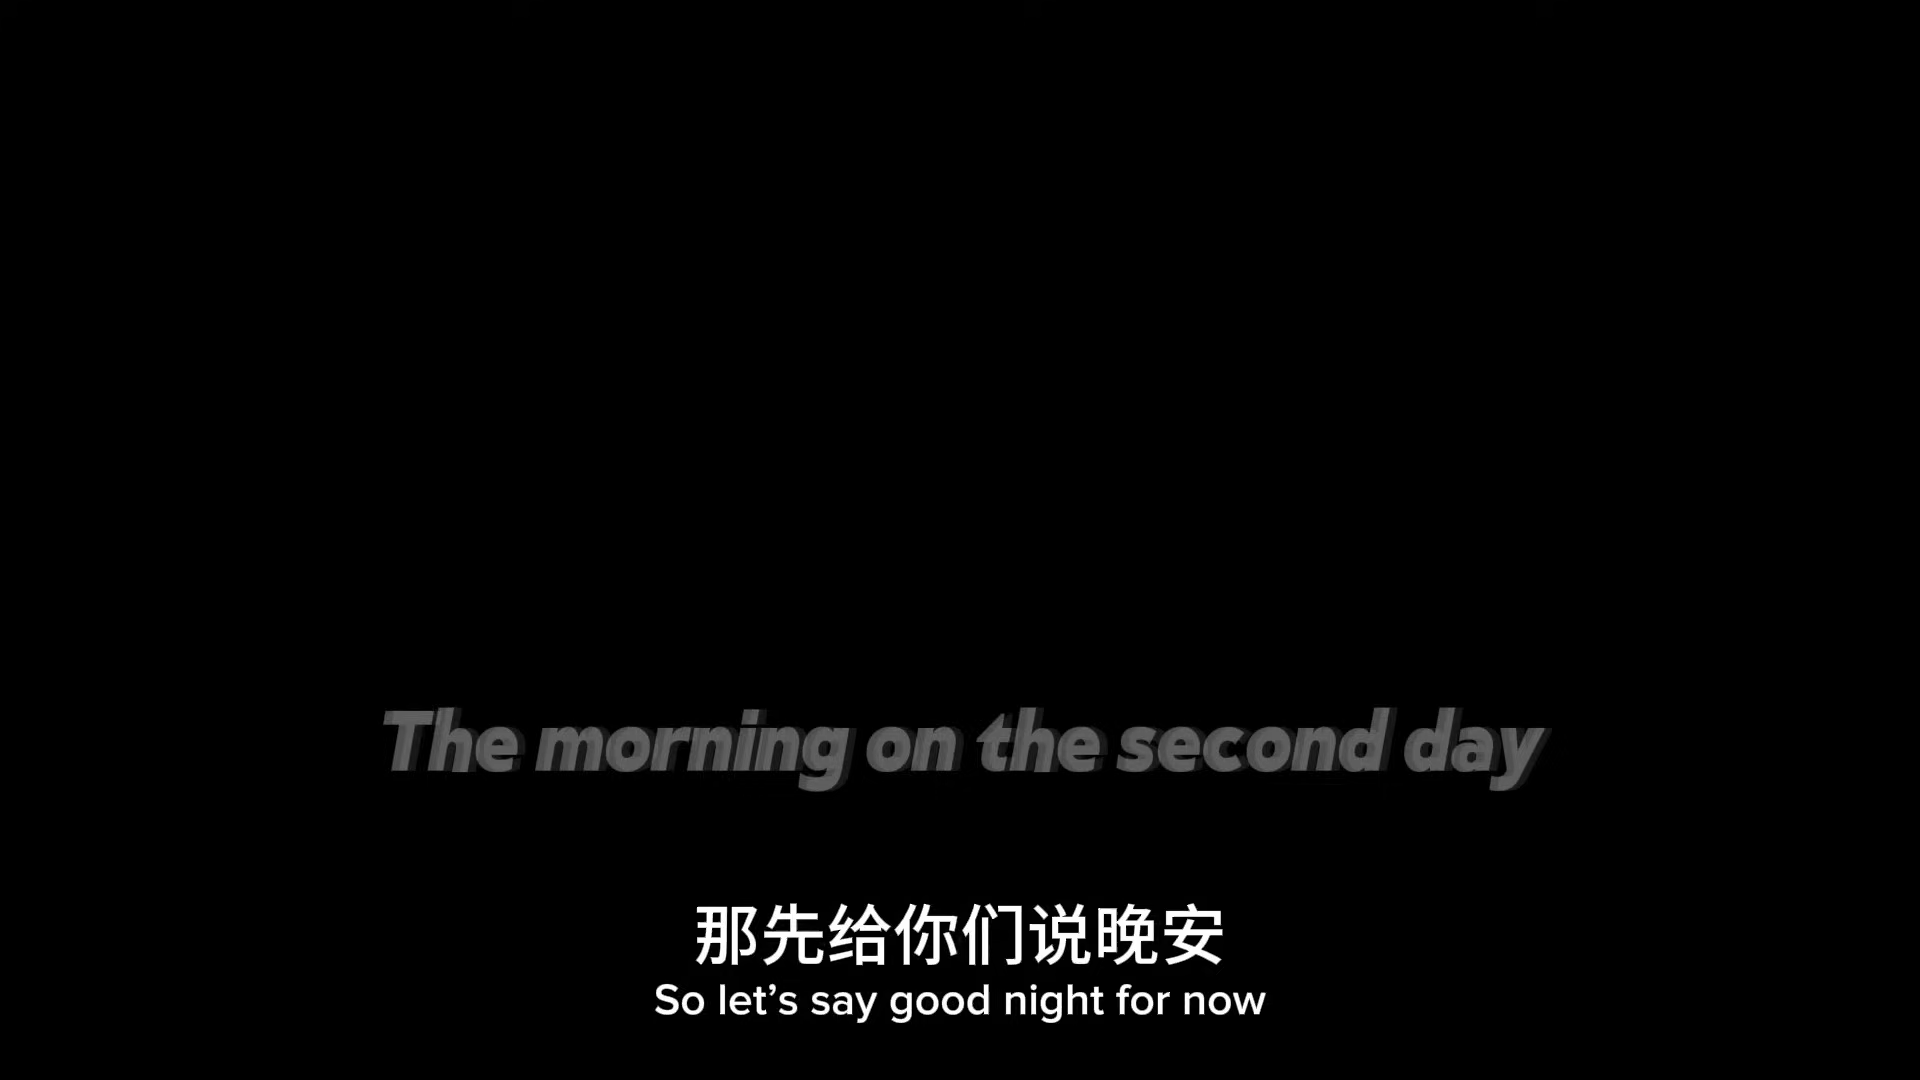 The morning on the second day
那先给你们说晚安
So let’s say good night for now